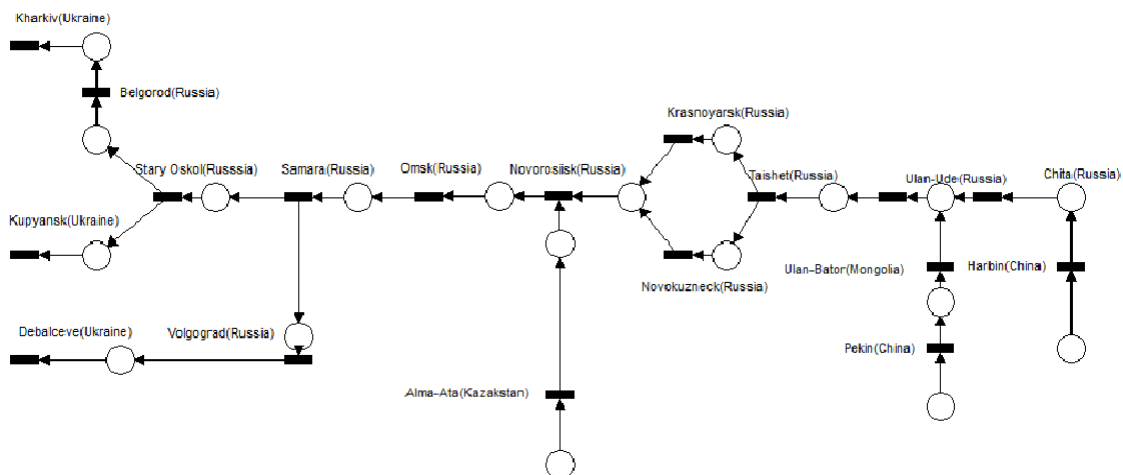 Kharkiv(Ukraine)
Belgorod(Russia)
Krasnoyarsk(Russia)
Stary Oskol(Russsia)
Samara(Russia)
Omsk(Russia)
Novorosiisk(Russia)
Taishet(Russia)
Ulan-Ude(Russia)
Chita(Russia)
Kupyansk(Ukraine)
Novokuzneck(Russia)
Ulan-Bator(Mongolia)
Harbin(China)
Debalceve(Ukraine)
Volgograd(Russia)
Pekin(China)
Alma-Ata(Kazakstan)